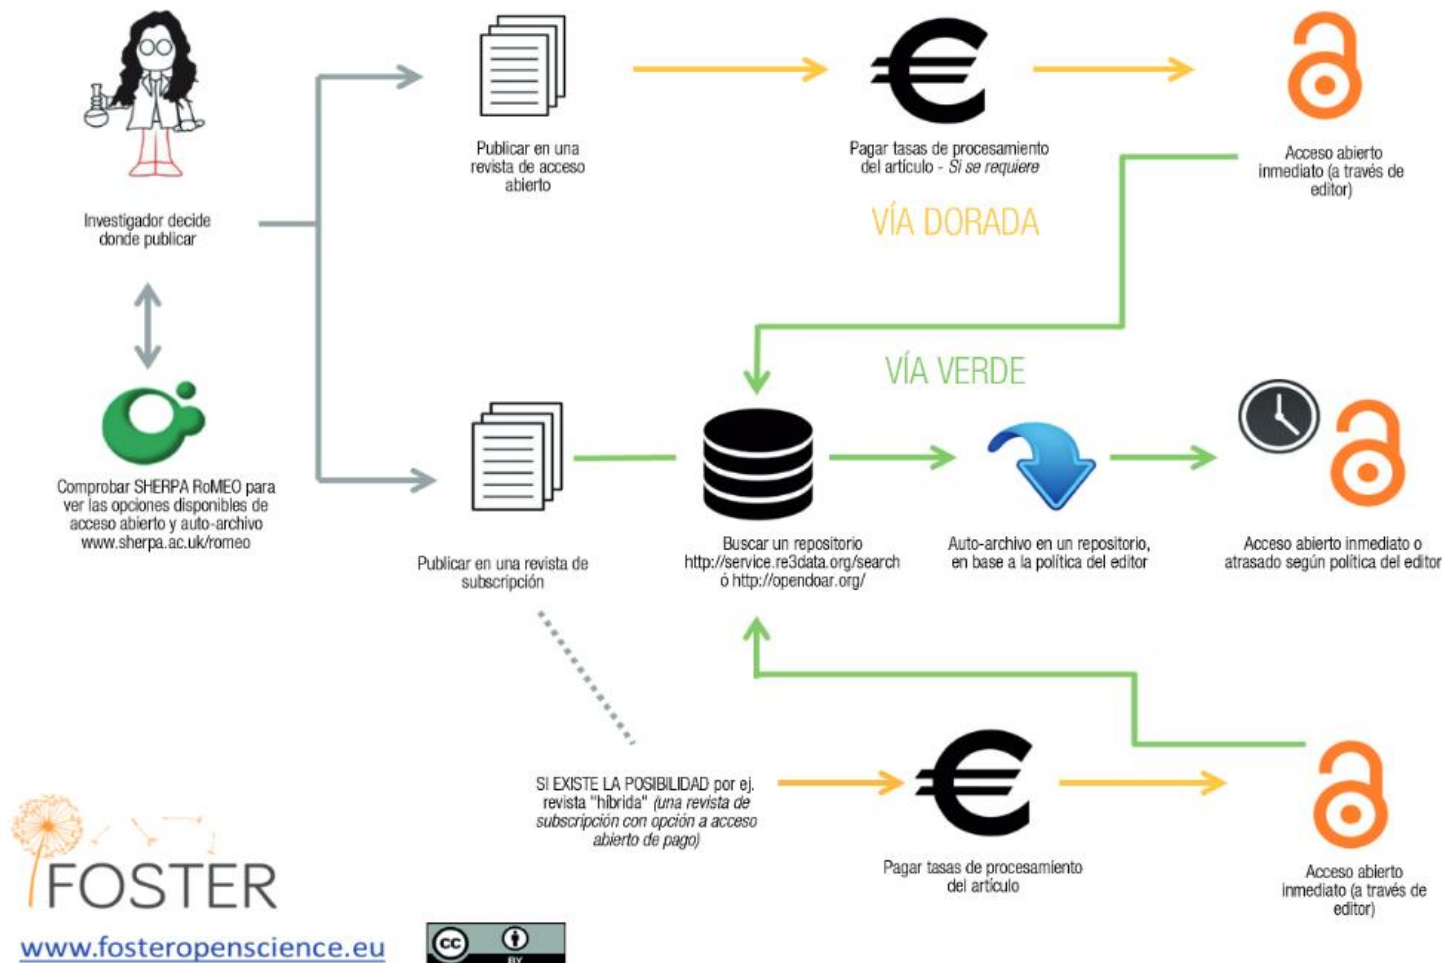 Publicar en una
revista de acceso
abierto
Pagar tasas de procesamiento
del artículo - Si se requiere
Acceso abierto
inmediato (a través de
editor)
VÍA DORADA
Investigador decide
donde publicar
VÍA VERDE
Comprobar SHERPA RoMEO para
ver las opciones disponibles de
acceso abierto y auto-archivo
www.sherpa.ac.uk/romeo
Publicar en una revista de
subscripción
Buscar un repositorio
http://service.re3data.org/search
ó http://opendoar.org/
Auto-archivo en un repositorio,
en base a la política del editor
Acceso abierto inmediato o
atrasado según política del editor
SI EXISTE LA POSIBILIDAD por ej.
revista "híbrida" (una revista de
subscripción con opción a acceso
abierto de pago)
Pagar tasas de procesamiento
del artículo
Acceso abierto
inmediato (a través de
editor)
FOSTER
www.fosteropenscience.eu
cc
BY